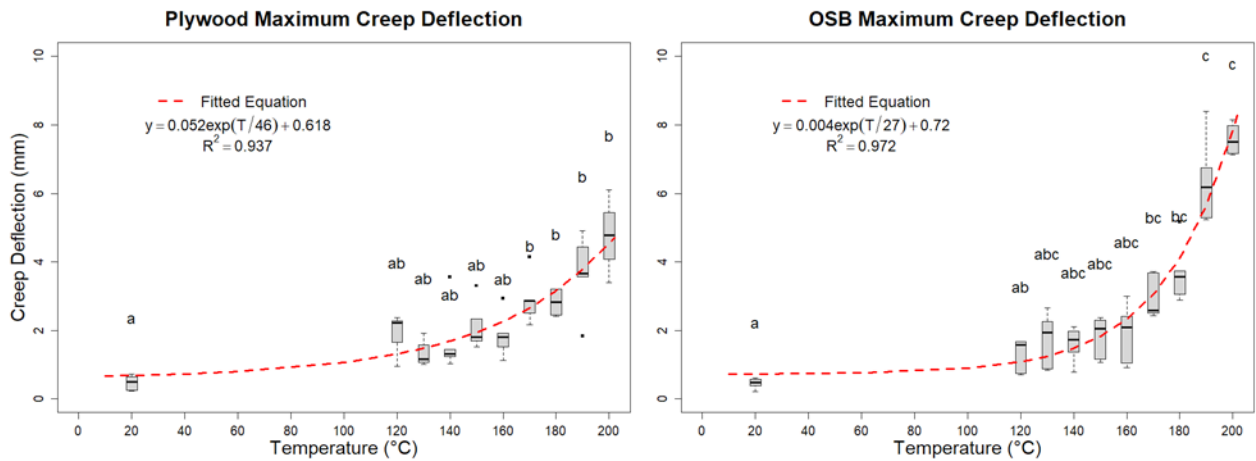 Plywood Maximum Creep Deflection
10
8
6
4
2
0
Creep Deflection (mm)
Fitted Equation
y = 0.052exp(T/46) + 0.618
R² = 0.937
a
ab
ab
ab
ab
ab
b
b
b
b
0
20
40
60
80
100
120
140
160
180
200
Temperature (°C)
OSB Maximum Creep Deflection
10
8
6
4
2
0
Fitted Equation
y = 0.004exp(T/27) + 0.72
R² = 0.972
a
ab
abc
abc
abc
abc
bc
bc
c
c
0
20
40
60
80
100
120
140
160
180
200
Temperature (°C)